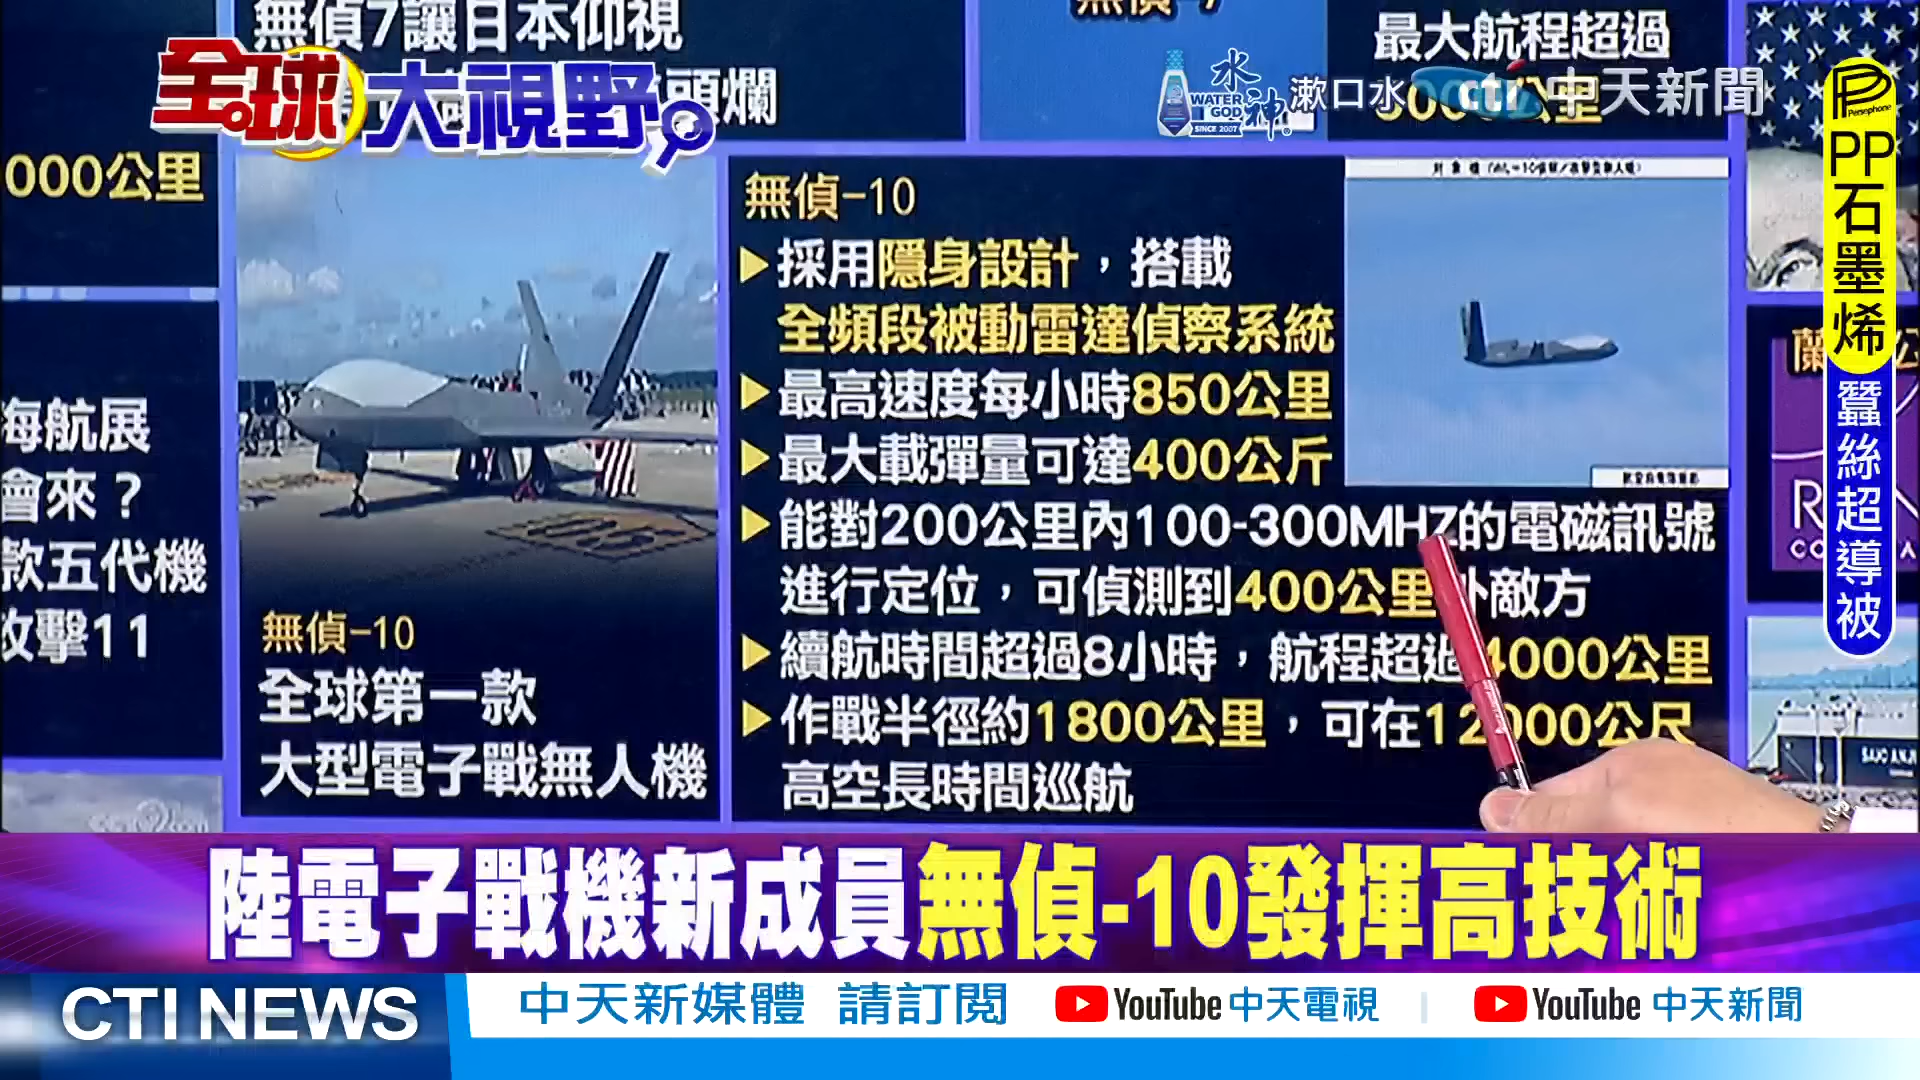 無偵7讓日本仰視
頭爛
全球大視野
最大航程超過
水神
WATER GOD
SINCE 2007
漱口水
cti中天新聞
PP
Persephone
PP石墨烯
蠶絲超導被
000公里
海航展
會來？
款五代機
攻擊11
無偵-10
全球第一款
大型電子戰無人機
無偵-10
▶採用隱身設計，搭載
全頻段被動雷達偵察系統
▶最高速度每小時850公里
▶最大載彈量可達400公斤
▶能對200公里內100-300MHZ的電磁訊號
進行定位，可偵測到400公里外敵方
▶續航時間超過8小時，航程超過4000公里
▶作戰半徑約1800公里，可在12000公尺
高空長時間巡航
陸電子戰機新成員無偵-10發揮高技術
CTI NEWS
中天新媒體 請訂閱
YouTube 中天電視
YouTube 中天新聞